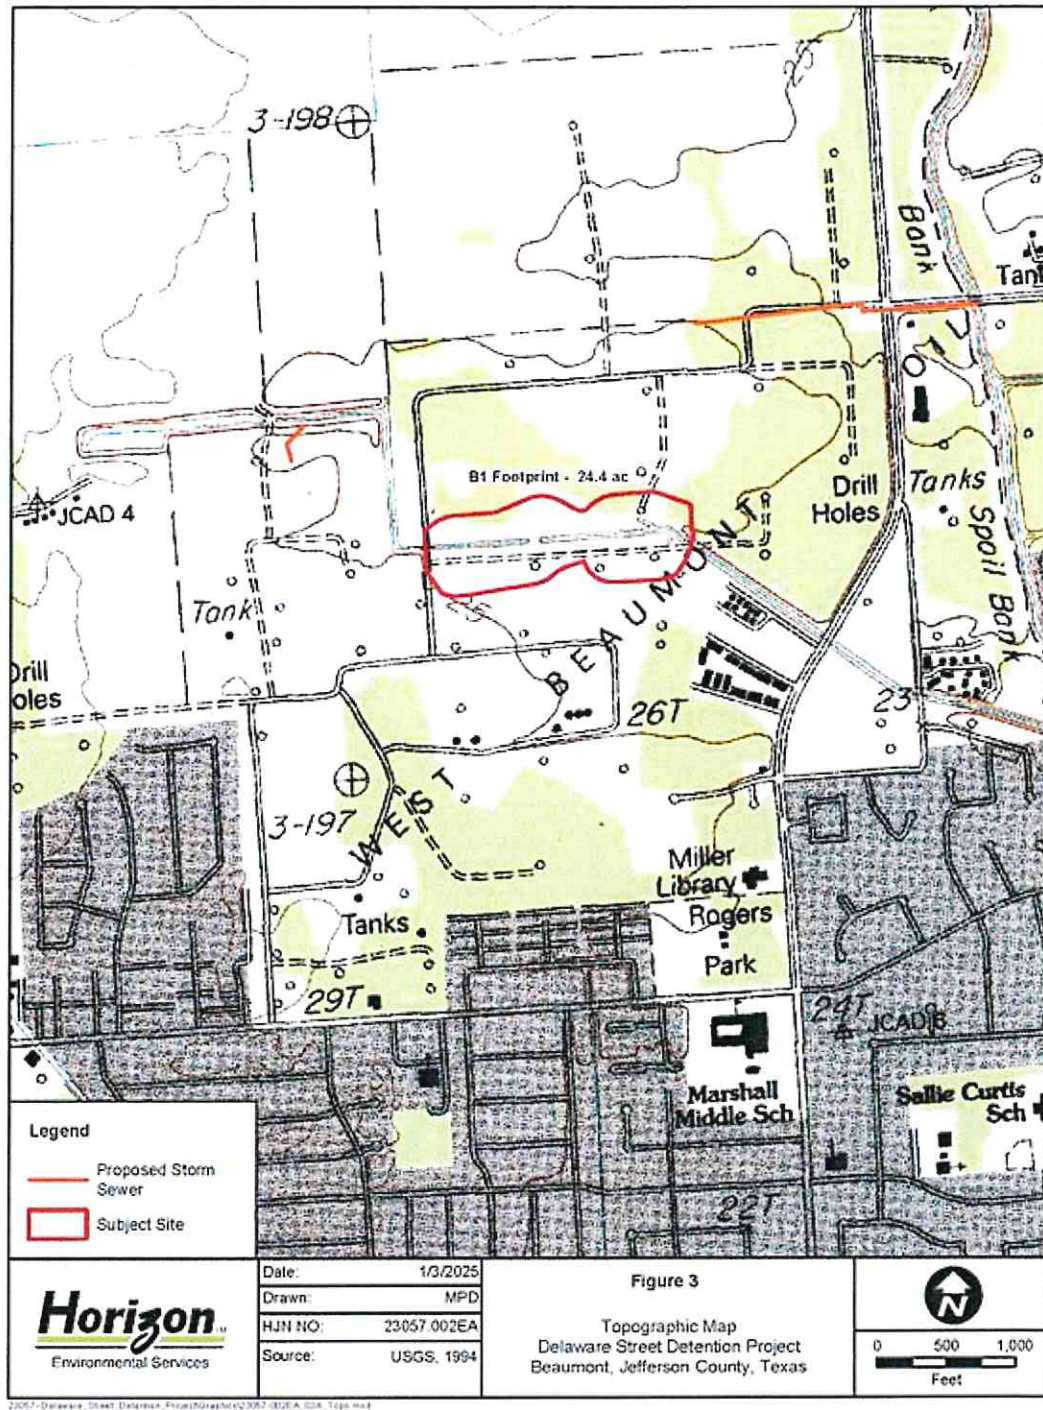 25
3-198
Bank
Tank
OIL
B1 Footprint - 24.4 ac
Drill
Holes
Tanks
JCAD 4
Spoil Bank
25
Tank
Drill
oles
BEAUMONT
26T
23
3-197
WEST
Miller
Library
Rogers
Park
Tanks
29T
24T
JCAD 6
Marshall
Middle Sch
Sallie Curtis
Sch
22T
Legend
Proposed Storm
Sewer
Subject Site
Horizon
Environmental Services
Date: 1/3/2025
Drawn: MPD
HJN NO: 23057.002EA
Source: USGS, 1994
Figure 3
Topographic Map
Delaware Street Detention Project
Beaumont, Jefferson County, Texas
N
0 500 1,000
Feet